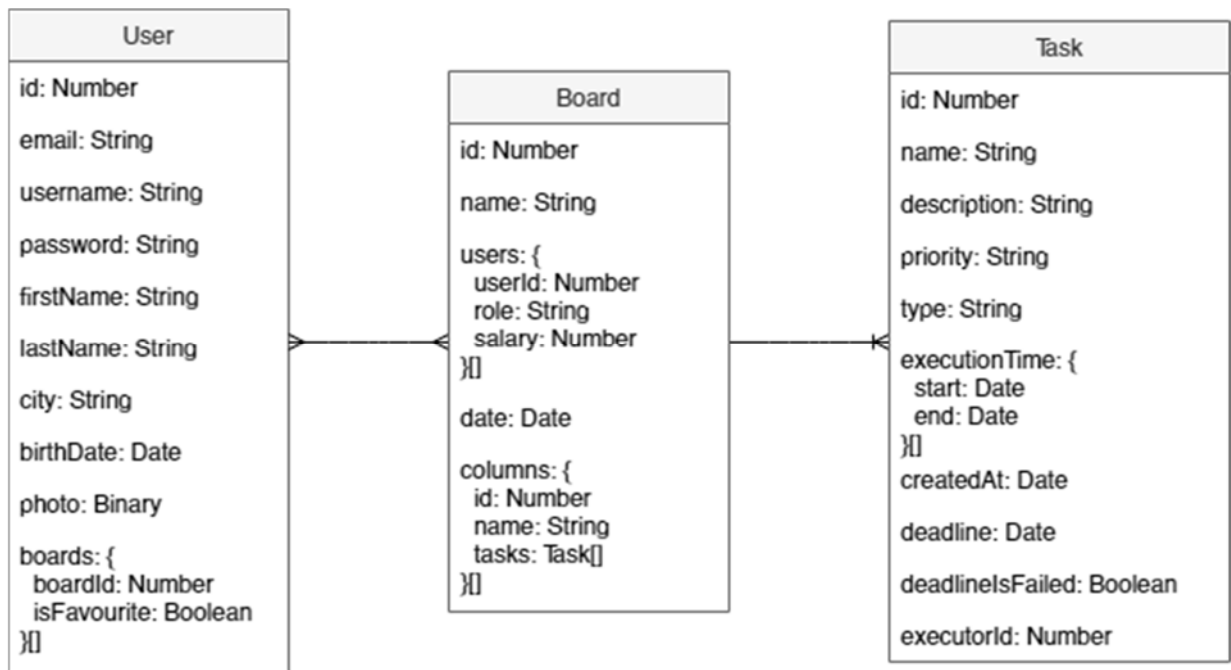 User
id: Number
email: String
username: String
password: String
firstName: String
lastName: String
city: String
birthDate: Date
photo: Binary
boards: {
boardId: Number
isFavourite: Boolean
}[]
Board
id: Number
name: String
users: {
userId: Number
role: String
salary: Number
}[]
date: Date
columns: {
id: Number
name: String
tasks: Task[]
}[]
Task
id: Number
name: String
description: String
priority: String
type: String
executionTime: {
start: Date
end: Date
}[]
createdAt: Date
deadline: Date
deadlineIsFailed: Boolean
executorId: Number